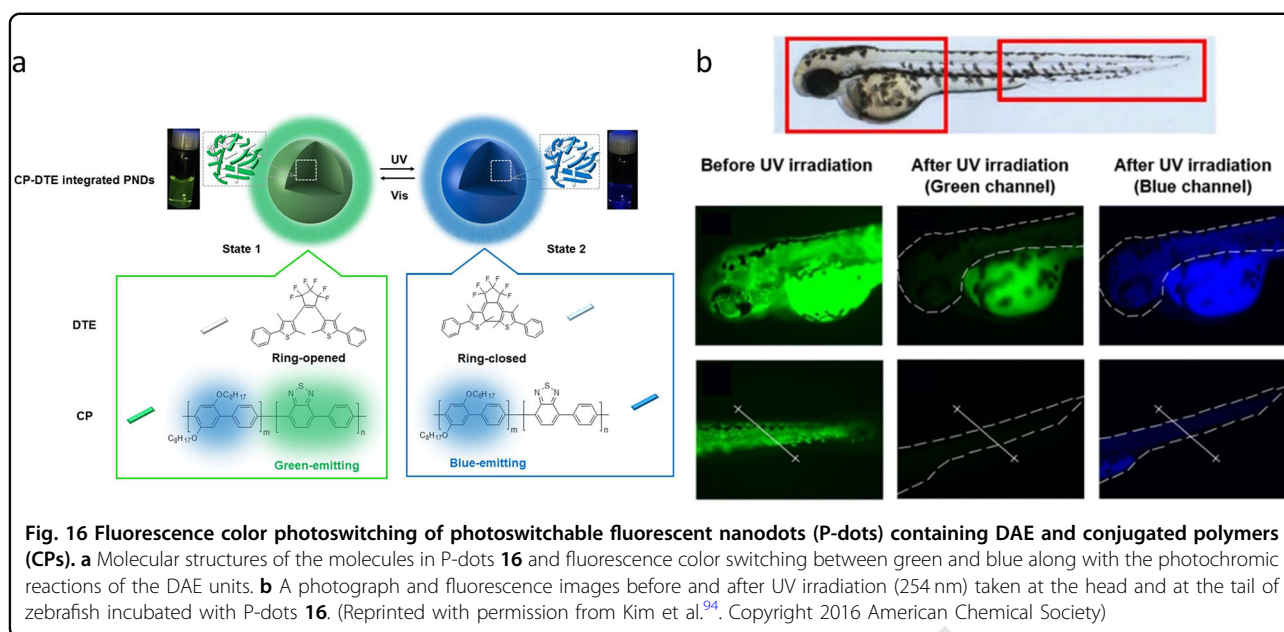 a
CP-DTE integrated PNDs
UV
Vis
State 1
State 2
DTE
F F
F F
F F
S
S
Ring-opened
F F
F F
F F
S
S
Ring-closed
CP
OC₈H₁₇
C₈H₁₇O
m
N S N
n
Green-emitting
OC₈H₁₇
C₈H₁₇O
m
N S N
n
Blue-emitting
b
Before UV irradiation
After UV irradiation
(Green channel)
After UV irradiation
(Blue channel)
Fig. 16 Fluorescence color photoswitching of photoswitchable fluorescent nanodots (P-dots) containing DAE and conjugated polymers
(CPs). a Molecular structures of the molecules in P-dots 16 and fluorescence color switching between green and blue along with the photochromic
reactions of the DAE units. b A photograph and fluorescence images before and after UV irradiation (254 nm) taken at the head and at the tail of
zebrafish incubated with P-dots 16. (Reprinted with permission from Kim et al.⁹⁴. Copyright 2016 American Chemical Society)